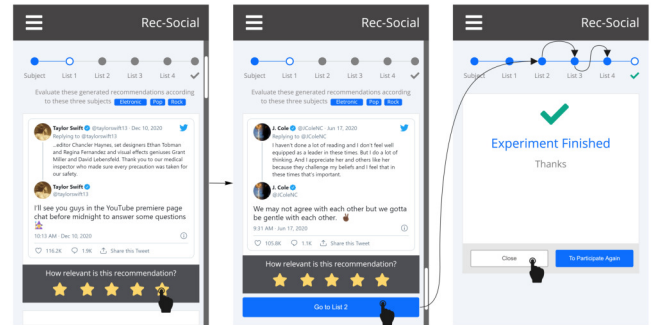 Rec-Social
Subject List 1 List 2 List 3 List 4
Evaluate these generated recommendations according
to these three subjects Eletronic Pop Rock
Taylor Swift @taylorswift13 · Dec 10, 2020
Replying to @taylorswift13
...editor Chancler Haynes, set designers Ethan Tobman
and Regina Fernandez and visual effects geniuses Grant
Miller and David Lebensfeld. Thank you to our medical
inspector who made sure every precaution was taken for
our safety.
Taylor Swift
@taylorswift13
I'll see you guys in the YouTube premiere page
chat before midnight to answer some questions
10:13 AM · Dec 10, 2020
116.2K 1.9K Share this Tweet
How relevant is this recommendation?
Rec-Social
Subject List 1 List 2 List 3 List 4
Evaluate these generated recommendations according
to these three subjects Eletronic Pop Rock
J. Cole @JColeNC · Jun 17, 2020
Replying to @JColeNC
I haven't done a lot of reading and I don't feel well
equipped as a leader in these times. But I do a lot of
thinking. And I appreciate her and others like her
because they challenge my beliefs and I feel that in
these times that's important.
J. Cole
@JColeNC
We may not agree with each other but we gotta
be gentle with each other.
9:31 AM · Jun 17, 2020
105.8K 1.1K Share this Tweet
How relevant is this recommendation?
Go to List 2
Rec-Social
Subject List 1 List 2 List 3 List 4
Experiment Finished
Thanks
Close To Participate Again